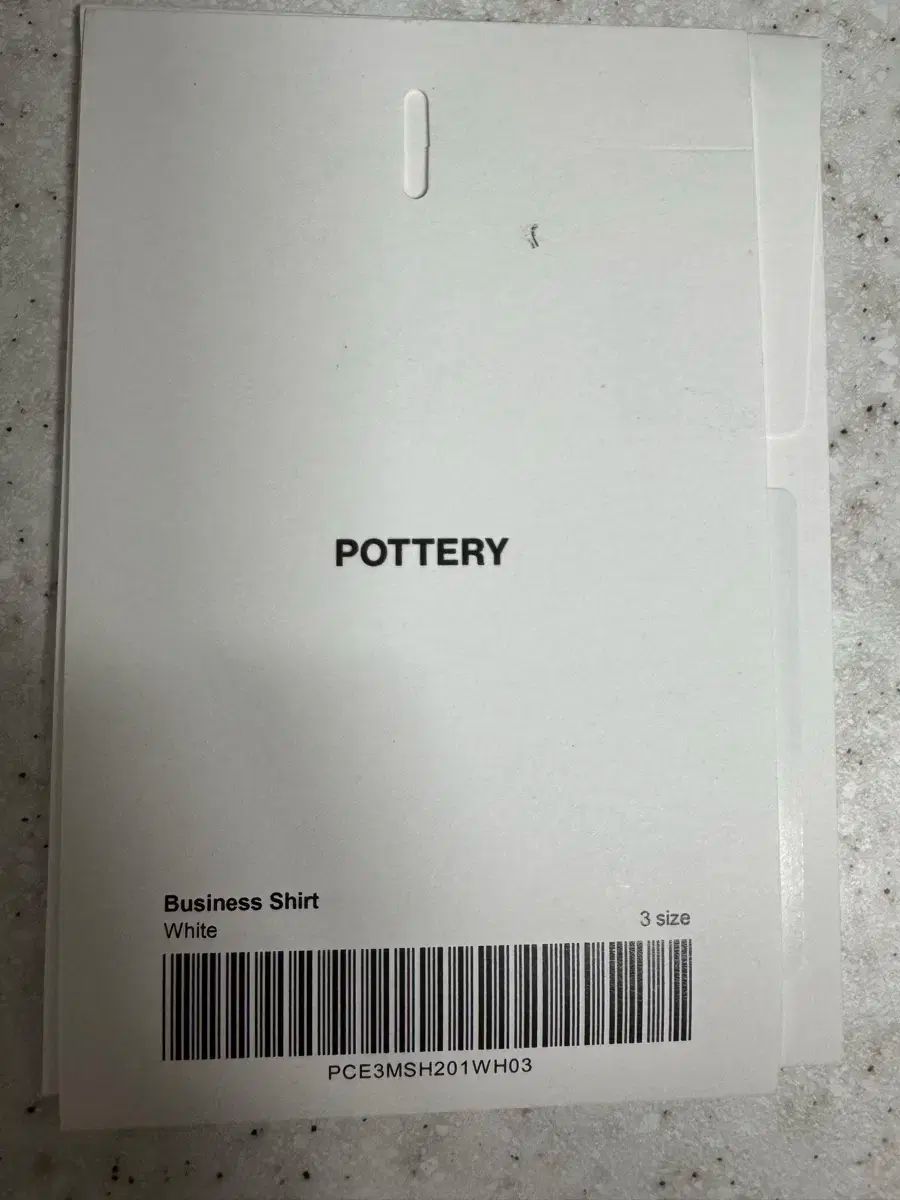 POTTERY
Business Shirt
White
3 size
PCE3MSH201WH03